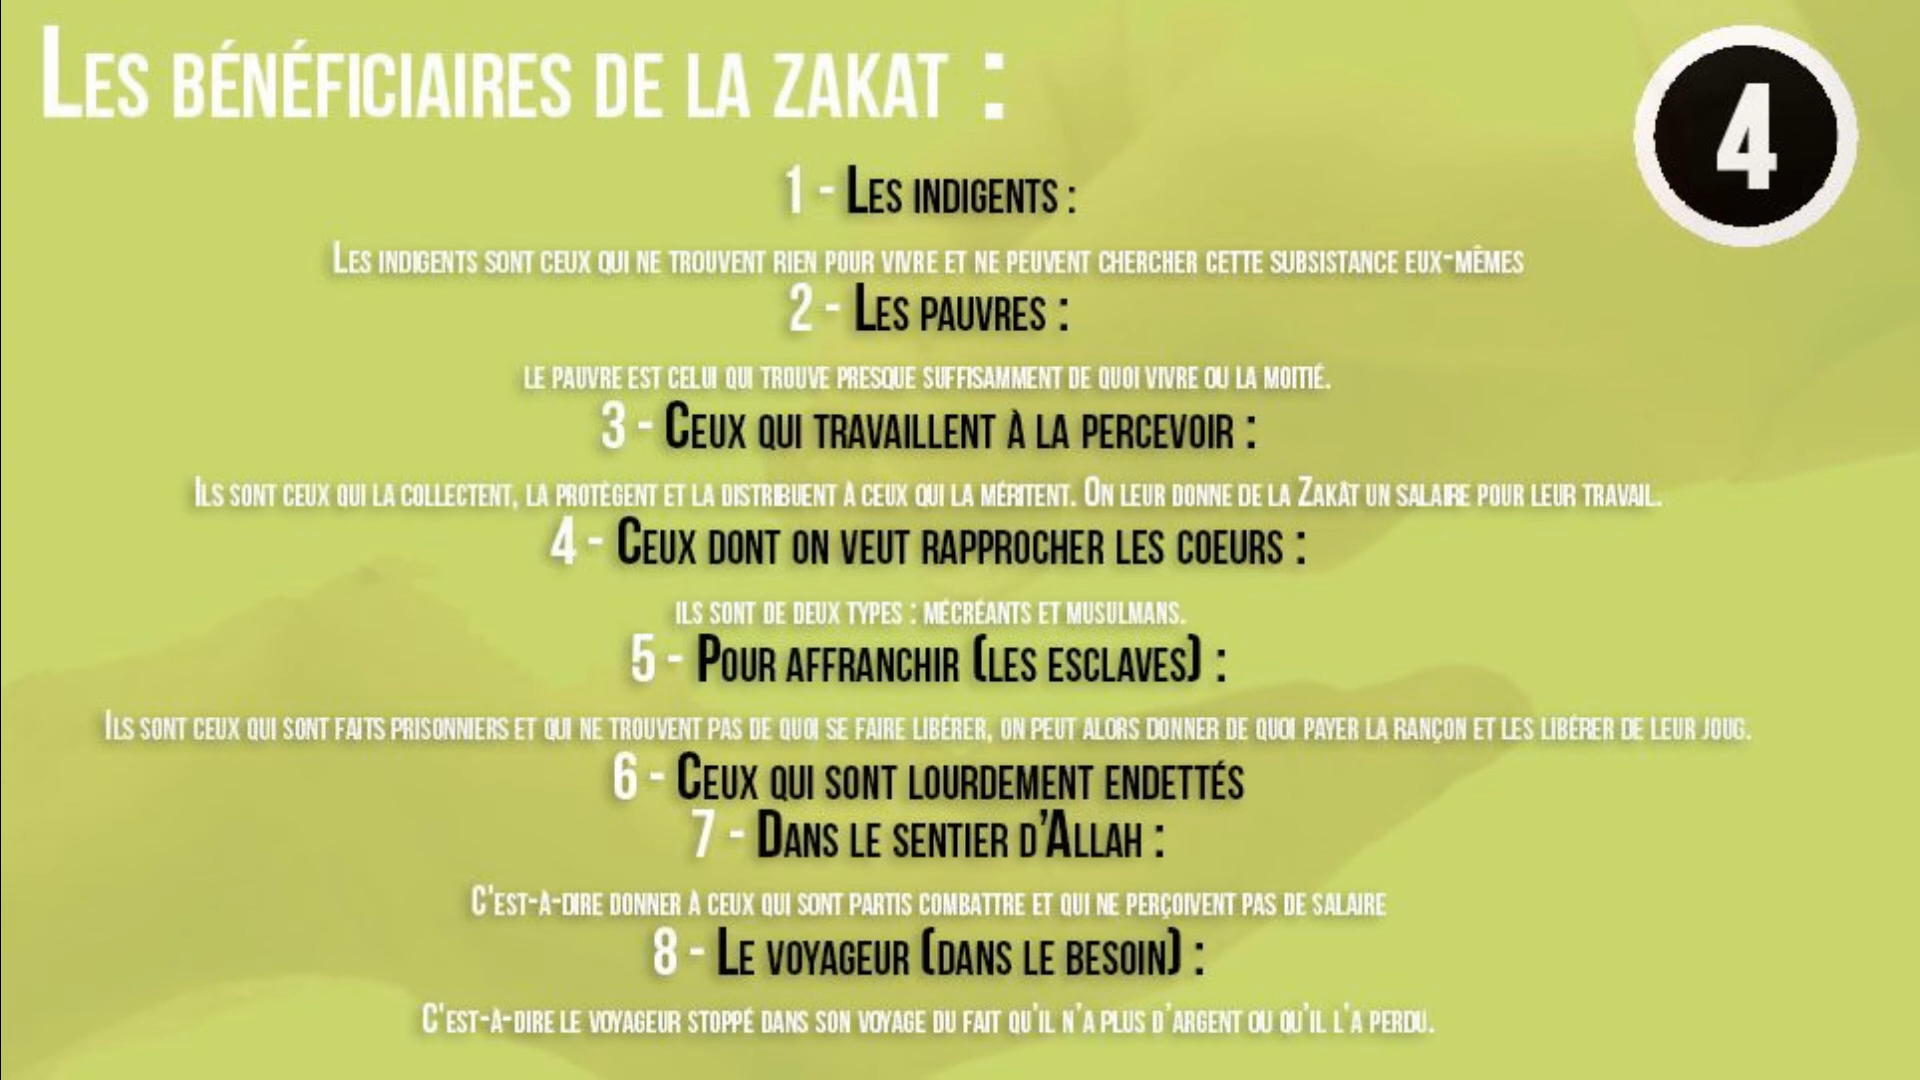 Les bénéficiaires de la zakat :
4
1 - Les indigents :
Les indigents sont ceux qui ne trouvent rien pour vivre et ne peuvent chercher cette subsistance eux-mêmes
2 - Les pauvres :
le pauvre est celui qui trouve presque suffisamment de quoi vivre ou la moitié.
3 - Ceux qui travaillent à la percevoir :
Ils sont ceux qui la collectent, la protègent et la distribuent à ceux qui la méritent. On leur donne de la Zakât un salaire pour leur travail.
4 - Ceux dont on veut rapprocher les coeurs :
ils sont de deux types : mécréants et musulmans.
5 - Pour affranchir (les esclaves) :
Ils sont ceux qui sont faits prisonniers et qui ne trouvent pas de quoi se faire libérer, on peut alors donner de quoi payer la rançon et les libérer de leur joug.
6 - Ceux qui sont lourdement endettés
7 - Dans le sentier d'Allah :
C'est-à-dire donner à ceux qui sont partis combattre et qui ne perçoivent pas de salaire
8 - Le voyageur (dans le besoin) :
C'est-à-dire le voyageur stoppé dans son voyage du fait qu'il n'a plus d'argent ou qu'il l'a perdu.